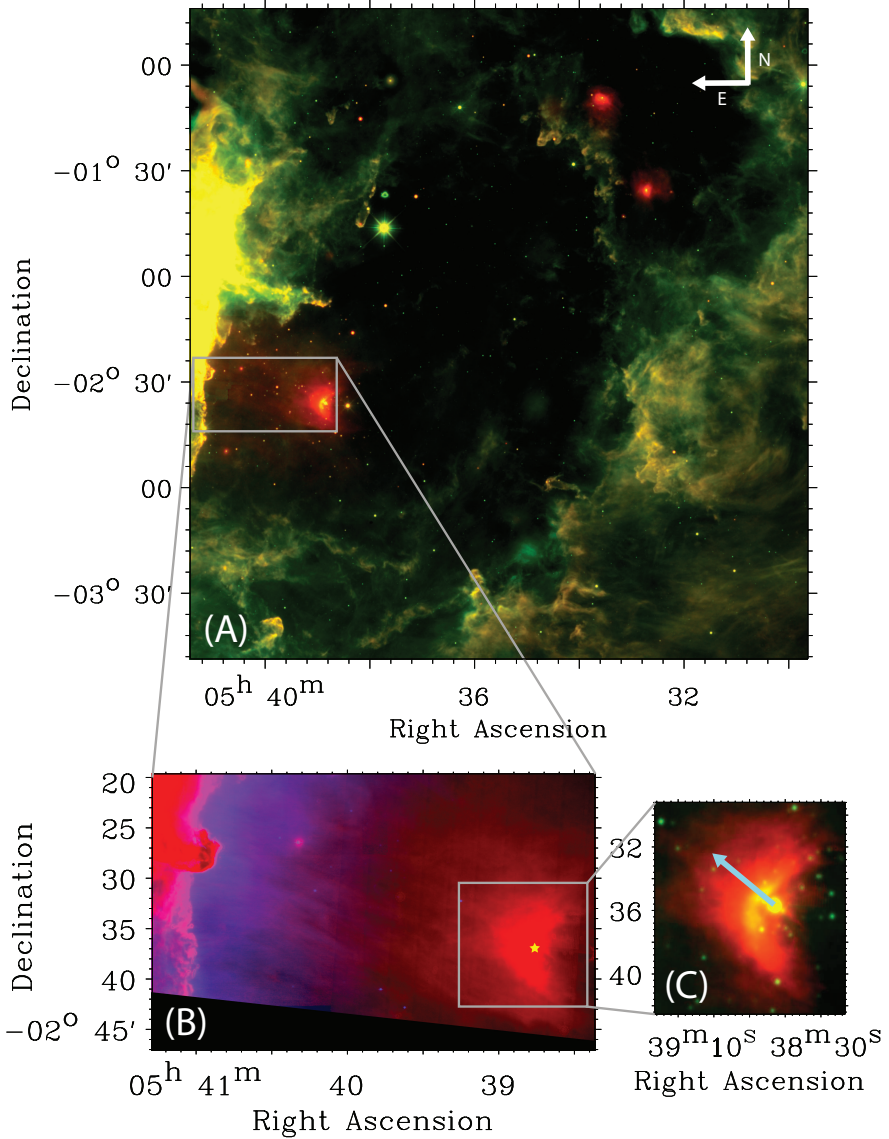 00
N
E
−01° 30′
00
Declination
−02° 30′
00
−03° 30′
(A)
05ʰ 40ᵐ 36 32
Right Ascension
20
25
30
35
40
−02° 45′
Declination
(B)
05ʰ 41ᵐ 40 39
Right Ascension
32
36
40
(C)
39ᵐ10ˢ 38ᵐ30ˢ
Right Ascension